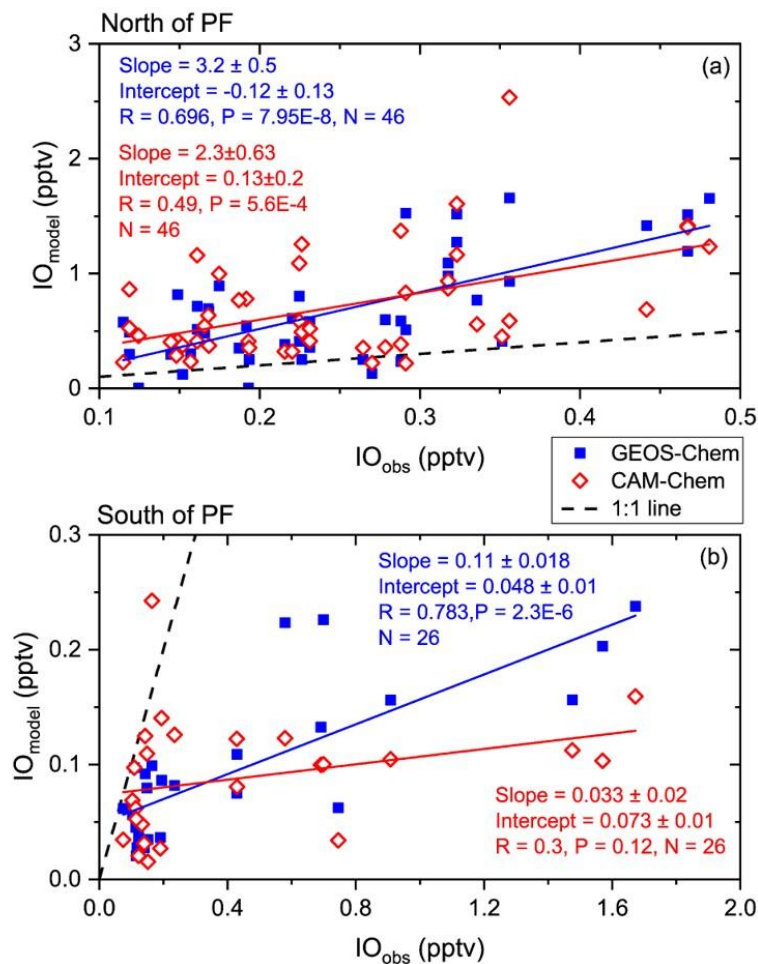 North of PF
(a)
Slope = 3.2 ± 0.5
Intercept = -0.12 ± 0.13
R = 0.696, P = 7.95E-8, N = 46
Slope = 2.3±0.63
Intercept = 0.13±0.2
R = 0.49, P = 5.6E-4
N = 46
3
2
1
0
IOmodel (pptv)
0.1 0.2 0.3 0.4 0.5
IOobs (pptv)
GEOS-Chem
CAM-Chem
1:1 line
South of PF
(b)
Slope = 0.11 ± 0.018
Intercept = 0.048 ± 0.01
R = 0.783,P = 2.3E-6
N = 26
0.3
0.2
0.1
0.0
IOmodel (pptv)
Slope = 0.033 ± 0.02
Intercept = 0.073 ± 0.01
R = 0.3, P = 0.12, N = 26
0.0 0.4 0.8 1.2 1.6 2.0
IOobs (pptv)